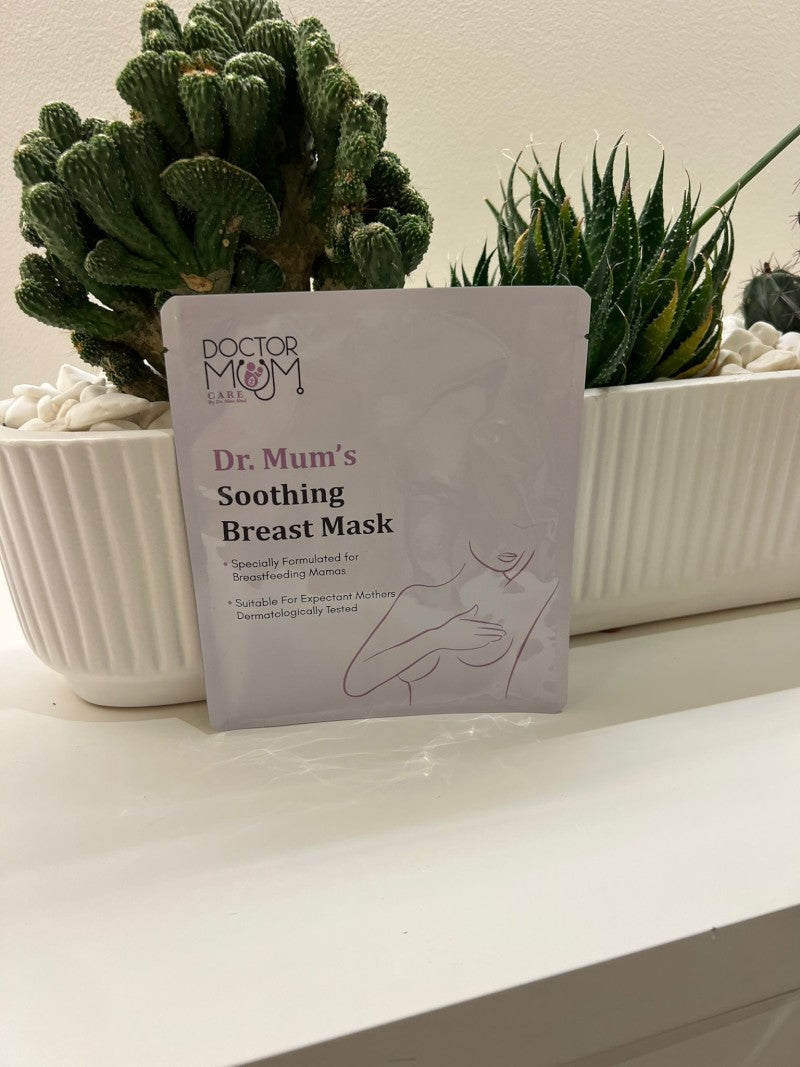 DOCTOR
MUM
CARE
Dr. Mum's
Soothing
Breast Mask
• Specially Formulated for
Breastfeeding Mamas
• Suitable For Expectant Mothers
Dermatologically Tested